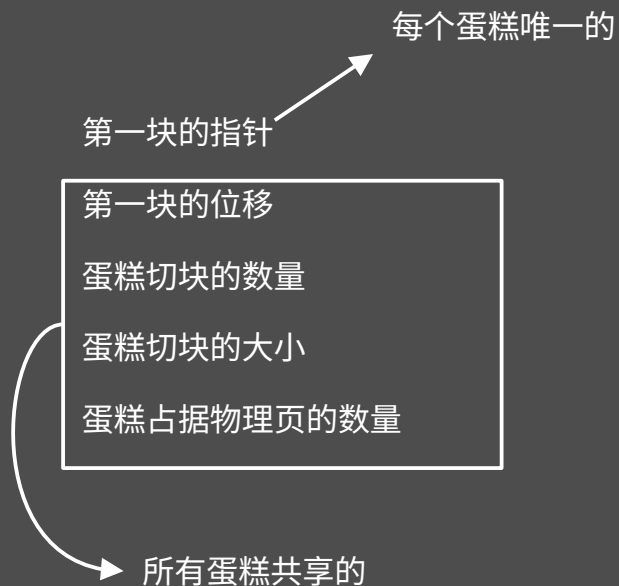 每个蛋糕唯一的
第一块的指针
第一块的位移
蛋糕切块的数量
蛋糕切块的大小
蛋糕占据物理页的数量
所有蛋糕共享的